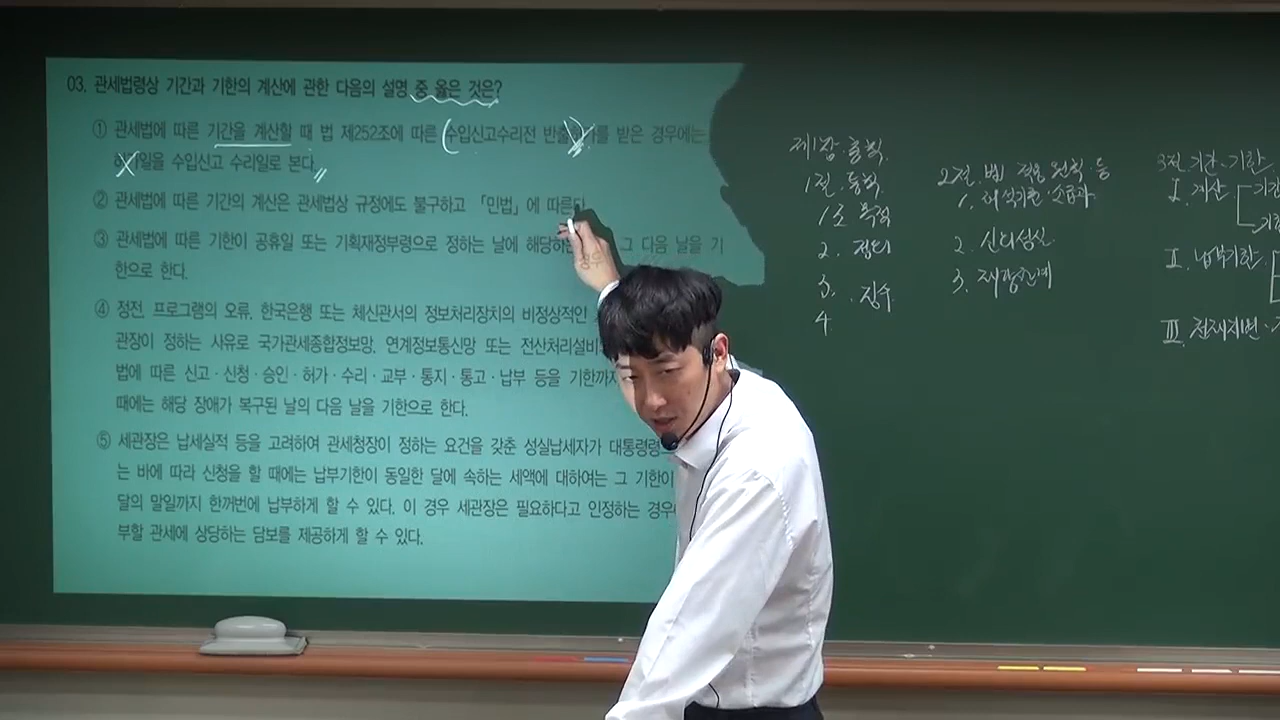 03. 관세법령상 기간과 기한의 계산에 관한 다음의 설명 중 옳은 것은?
① 관세법에 따른 기간을 계산할 때 법 제252조에 따른 수입신고수리전 반출 를 받은 경우에는
일을 수입신고 수리일로 본다.
② 관세법에 따른 기간의 계산은 관세법상 규정에도 불구하고 「민법」에 따른다
③ 관세법에 따른 기한이 공휴일 또는 기획재정부령으로 정하는 날에 해당하는 경우 그 다음 날을 기
한으로 한다.
④ 정전, 프로그램의 오류, 한국은행 또는 체신관서의 정보처리장치의 비정상적인
관장이 정하는 사유로 국가관세종합정보망, 연계정보통신망 또는 전산처리설비
법에 따른 신고·신청·승인·허가·수리·교부·통지·통고·납부 등을 기한까지
때에는 해당 장애가 복구된 날의 다음 날을 기한으로 한다.
⑤ 세관장은 납세실적 등을 고려하여 관세청장이 정하는 요건을 갖춘 성실납세자가 대통령령
는 바에 따라 신청을 할 때에는 납부기한이 동일한 달에 속하는 세액에 대하여는 그 기한이
달의 말일까지 한꺼번에 납부하게 할 수 있다. 이 경우 세관장은 필요하다고 인정하는 경우
부할 관세에 상당하는 담보를 제공하게 할 수 있다.
제1장. 총칙.
1절. 통칙
1조 목적
2. 정의
3.
4
2절. 법 적용 원칙 등
1. 해석기준·소급과
2. 신의성실
3. 재량한계
3절. 기간·기한.
Ⅰ. 계산
기간
기
Ⅱ. 납부기한
Ⅲ. 천재지변